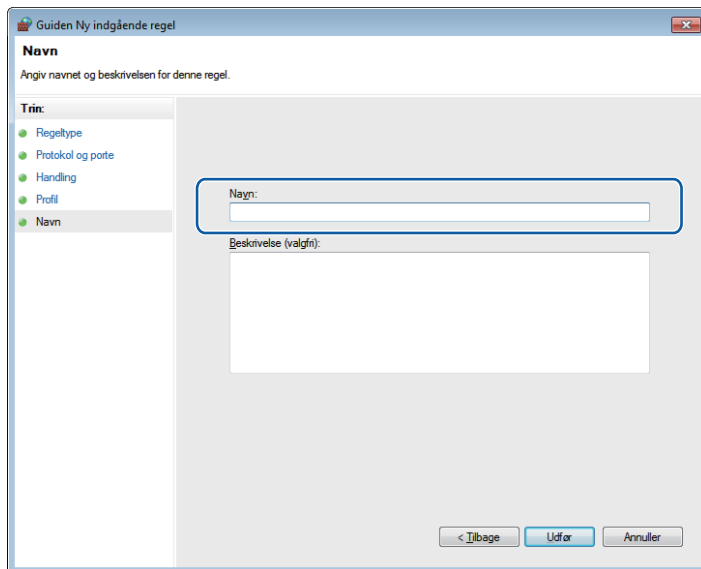 Guiden Ny indgående regel
Navn
Angiv navnet og beskrivelsen for denne regel.
Trin:
Regeltype
Protokol og porte
Handling
Profil
Navn
Navn:
Beskrivelse (valgfri):
< Tilbage
Udfør
Annuller